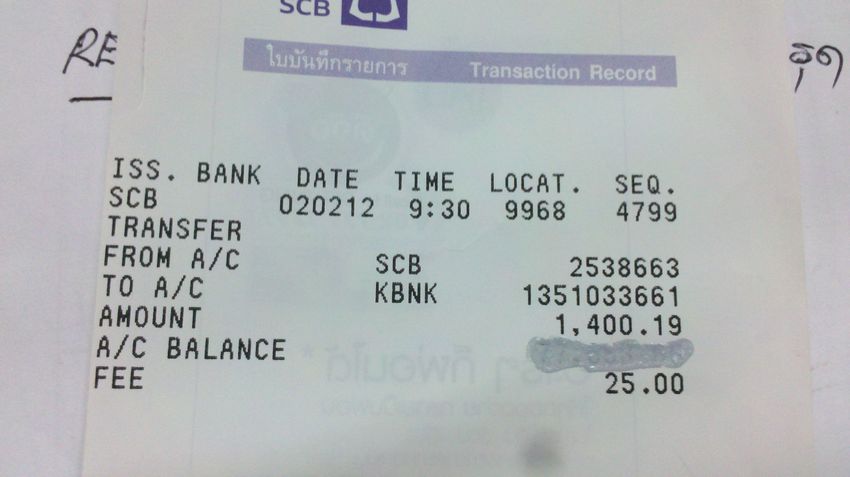 SCB
RE
ใบบันทึกรายการ Transaction Record
ISS. BANK DATE TIME LOCAT. SEQ.
SCB 020212 9:30 9968 4799
TRANSFER
FROM A/C SCB 2538663
TO A/C KBNK 1351033661
AMOUNT 1,400.19
A/C BALANCE
FEE 25.00